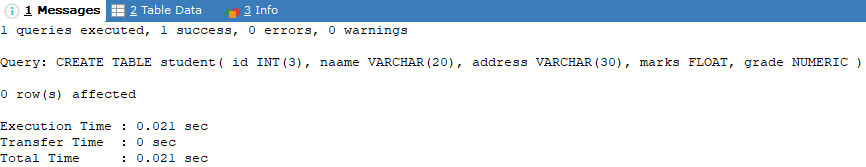 1 Messages 2 Table Data 3 Info
1 queries executed, 1 success, 0 errors, 0 warnings
Query: CREATE TABLE student( id INT(3), naame VARCHAR(20), address VARCHAR(30), marks FLOAT, grade NUMERIC )
0 row(s) affected
Execution Time : 0.021 sec
Transfer Time : 0 sec
Total Time : 0.021 sec